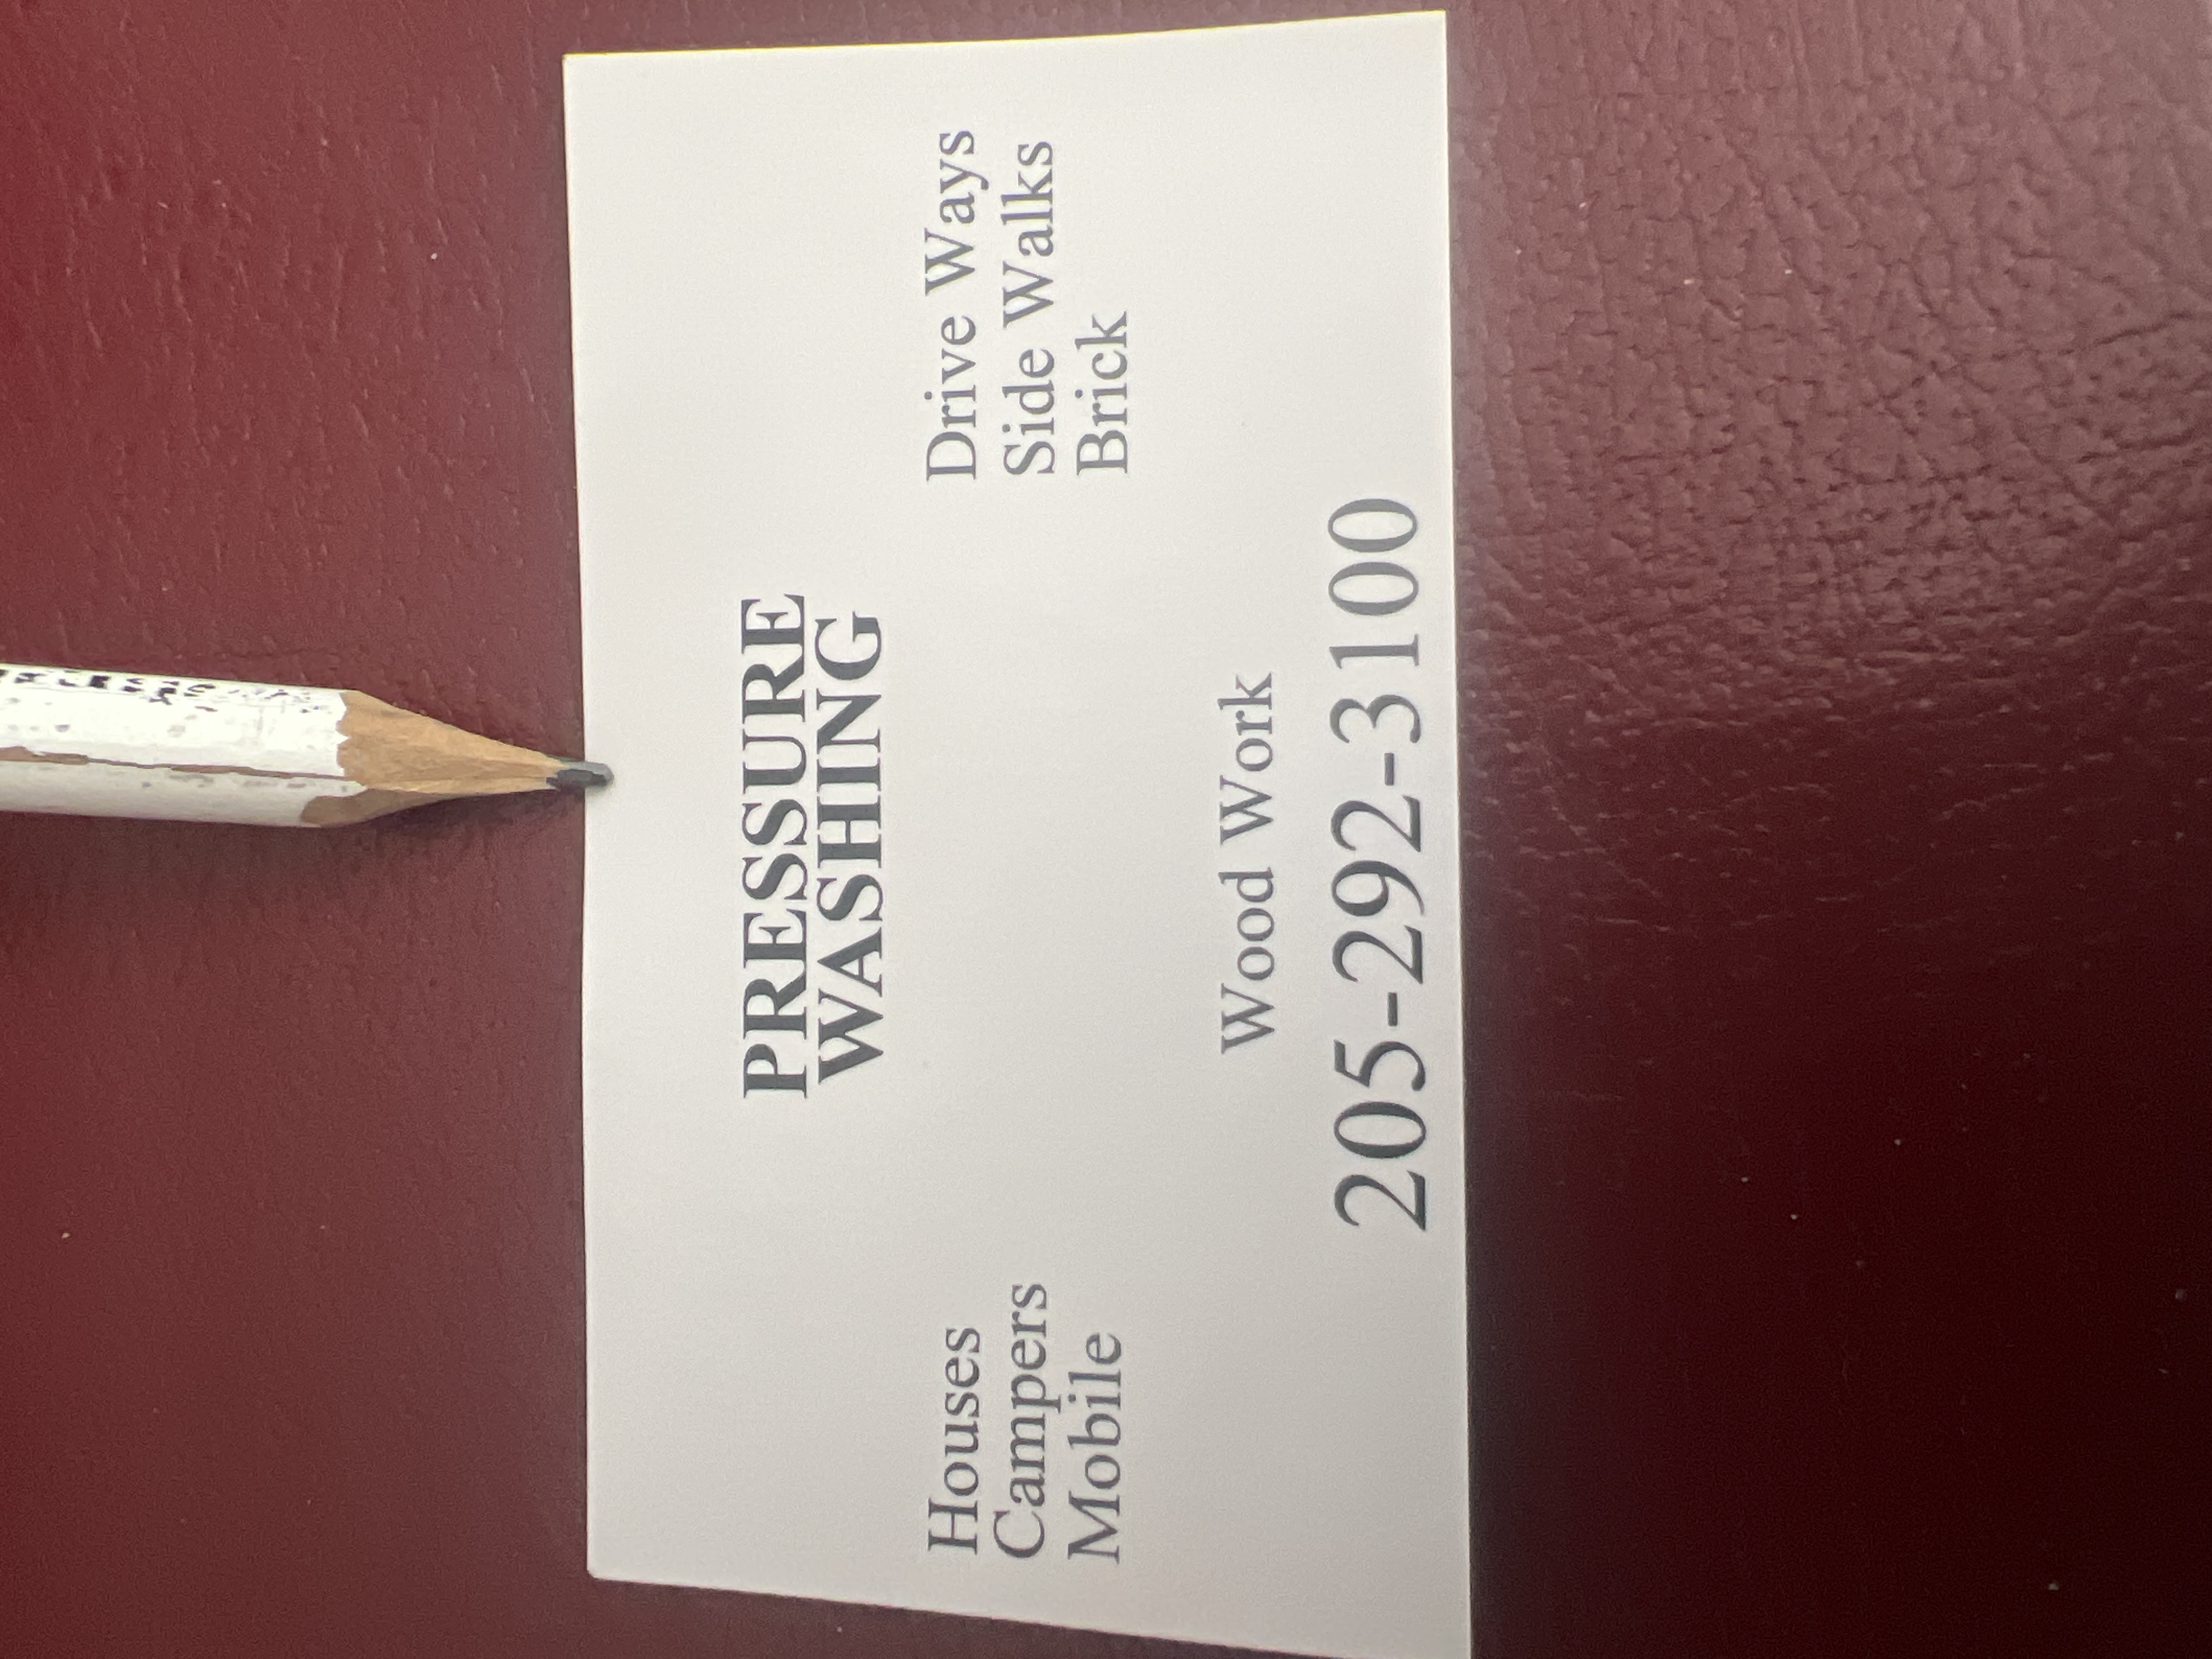 PRESSURE
WASHING
Houses
Campers
Mobile
Drive Ways
Side Walks
Brick
Wood Work
205-292-3100